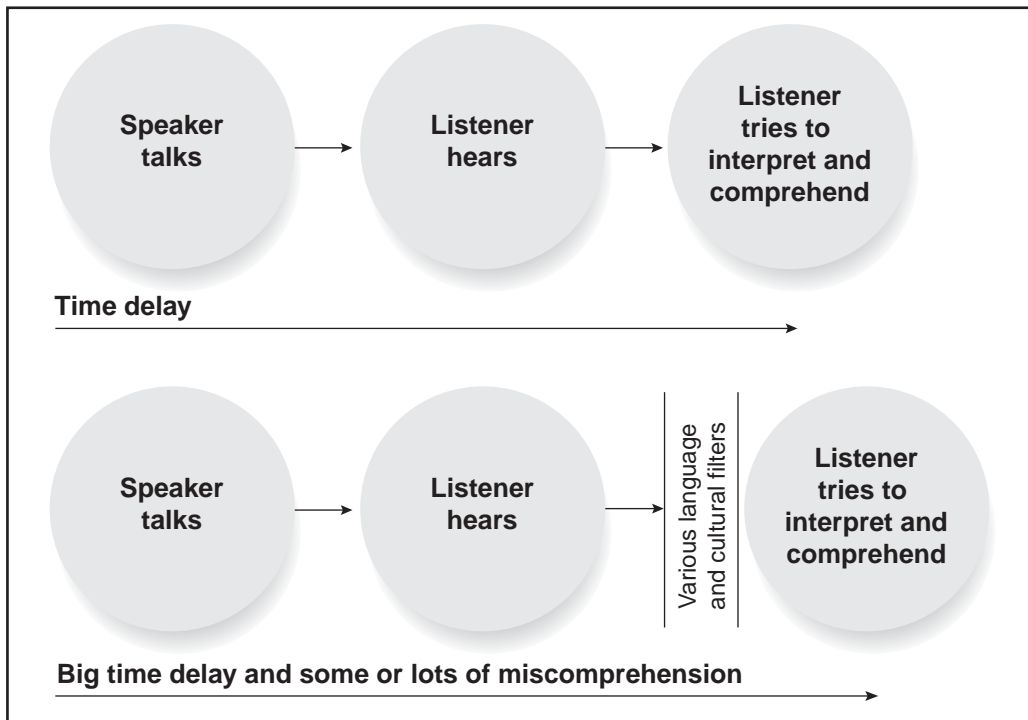 Speaker
talks
Listener
hears
Listener
tries to
interpret and
comprehend
Time delay
Speaker
talks
Listener
hears
Various language
and cultural filters
Listener
tries to
interpret and
comprehend
Big time delay and some or lots of miscomprehension